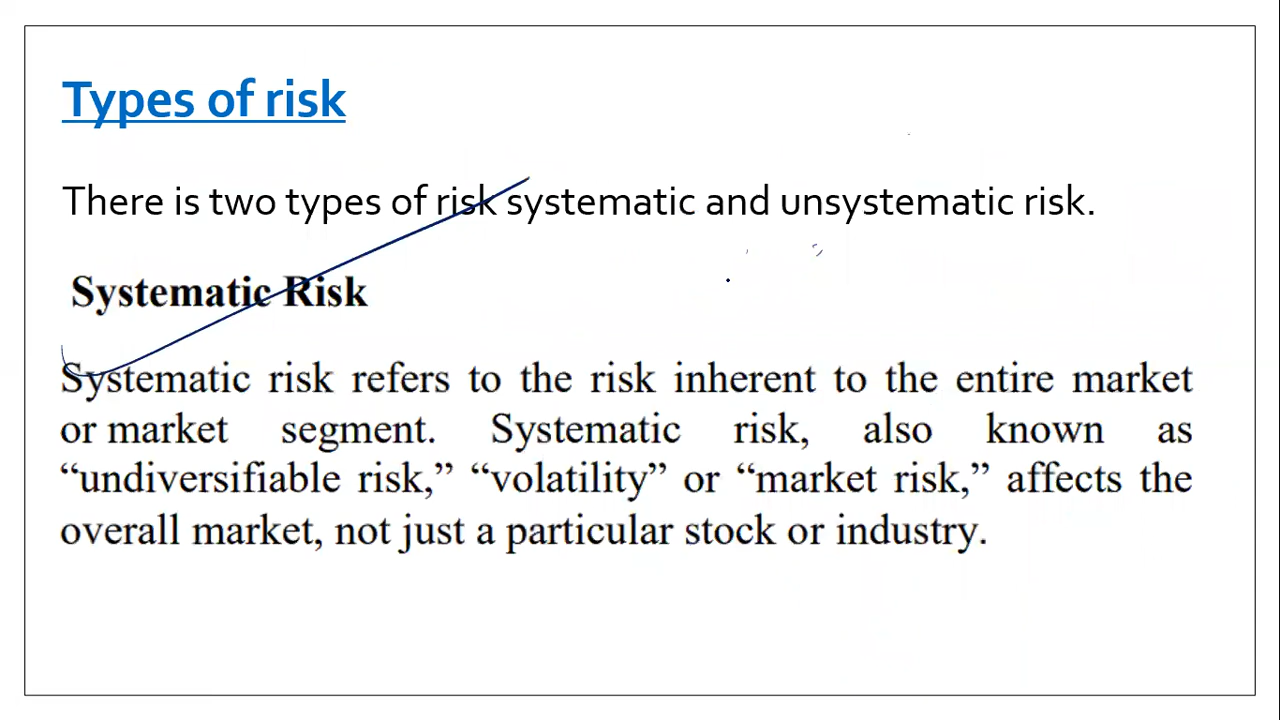 Types of risk
There is two types of risk systematic and unsystematic risk.
Systematic Risk
Systematic risk refers to the risk inherent to the entire market
or market segment. Systematic risk, also known as
“undiversifiable risk,” “volatility” or “market risk,” affects the
overall market, not just a particular stock or industry.